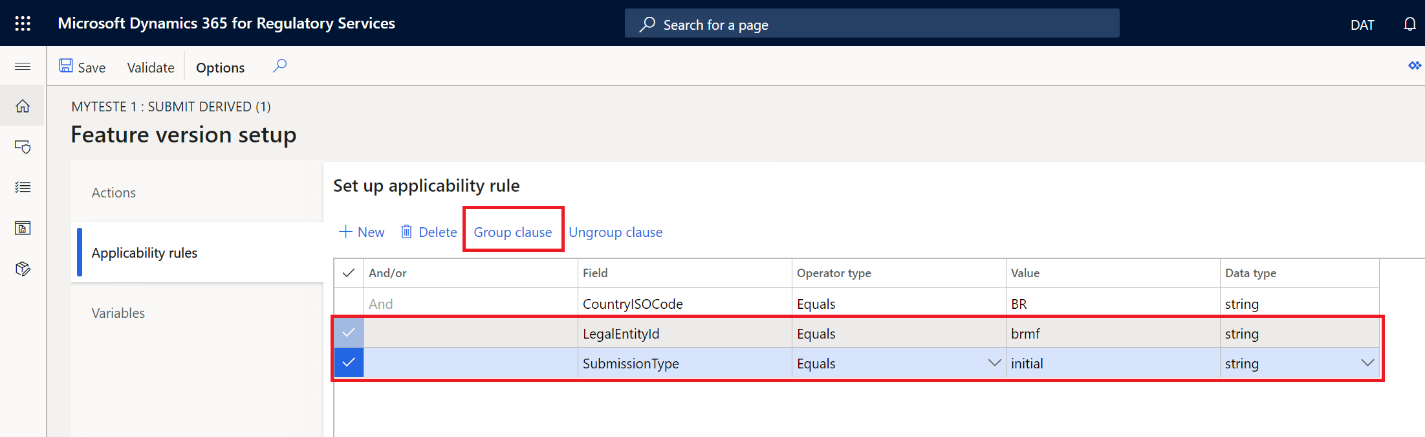 Microsoft Dynamics 365 for Regulatory Services
Search for a page
DAT
Save Validate Options
MYTESTE 1 : SUBMIT DERIVED (1)
Feature version setup
Actions
Applicability rules
Variables
Set up applicability rule
New Delete Group clause Ungroup clause
And/or Field Operator type Value Data type
And CountryISOCode Equals BR string
LegalEntityId Equals brmf string
SubmissionType Equals initial string